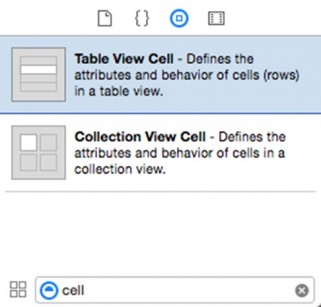 Table View Cell - Defines the
attributes and behavior of cells (rows)
in a table view.
Collection View Cell - Defines the
attributes and behavior of cells in a
collection view.
cell